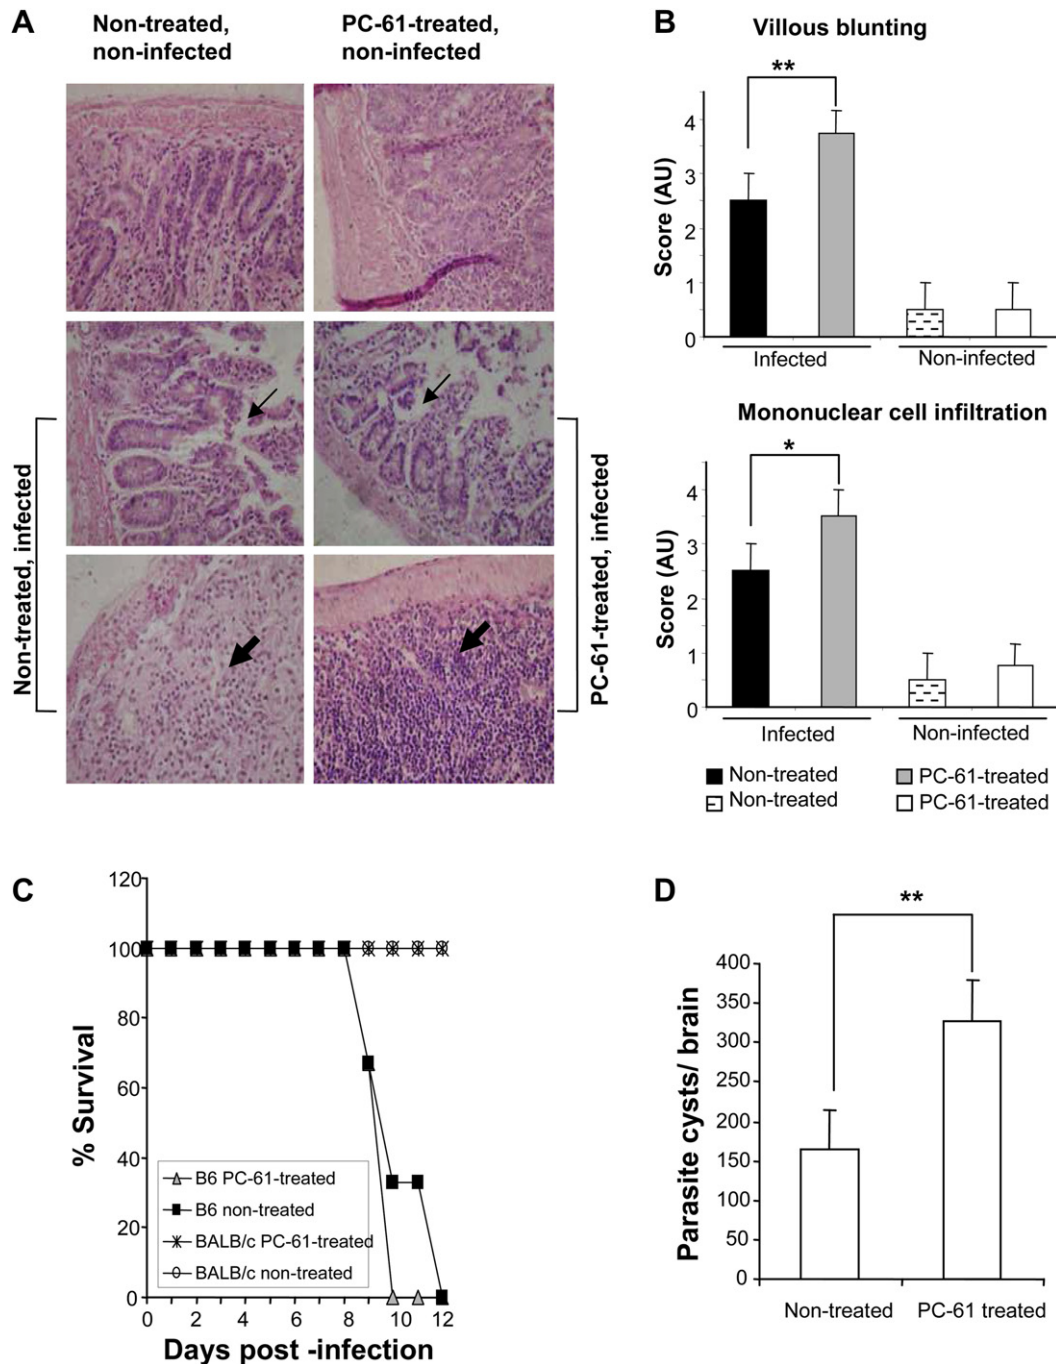 A
Non-treated,
non-infected
PC-61-treated,
non-infected
Non-treated, infected
PC-61-treated, infected
B
Villous blunting
**
Score (AU)
4
3
2
1
0
Infected
Non-infected
Mononuclear cell infiltration
*
Score (AU)
4
3
2
1
0
Infected
Non-infected
Non-treated
PC-61-treated
Non-treated
PC-61-treated
C
% Survival
120
100
80
60
40
20
0
B6 PC-61-treated
B6 non-treated
BALB/c PC-61-treated
BALB/c non-treated
0 2 4 6 8 10 12
Days post -infection
D
**
Parasite cysts/ brain
400
350
300
250
200
150
100
50
0
Non-treated
PC-61 treated